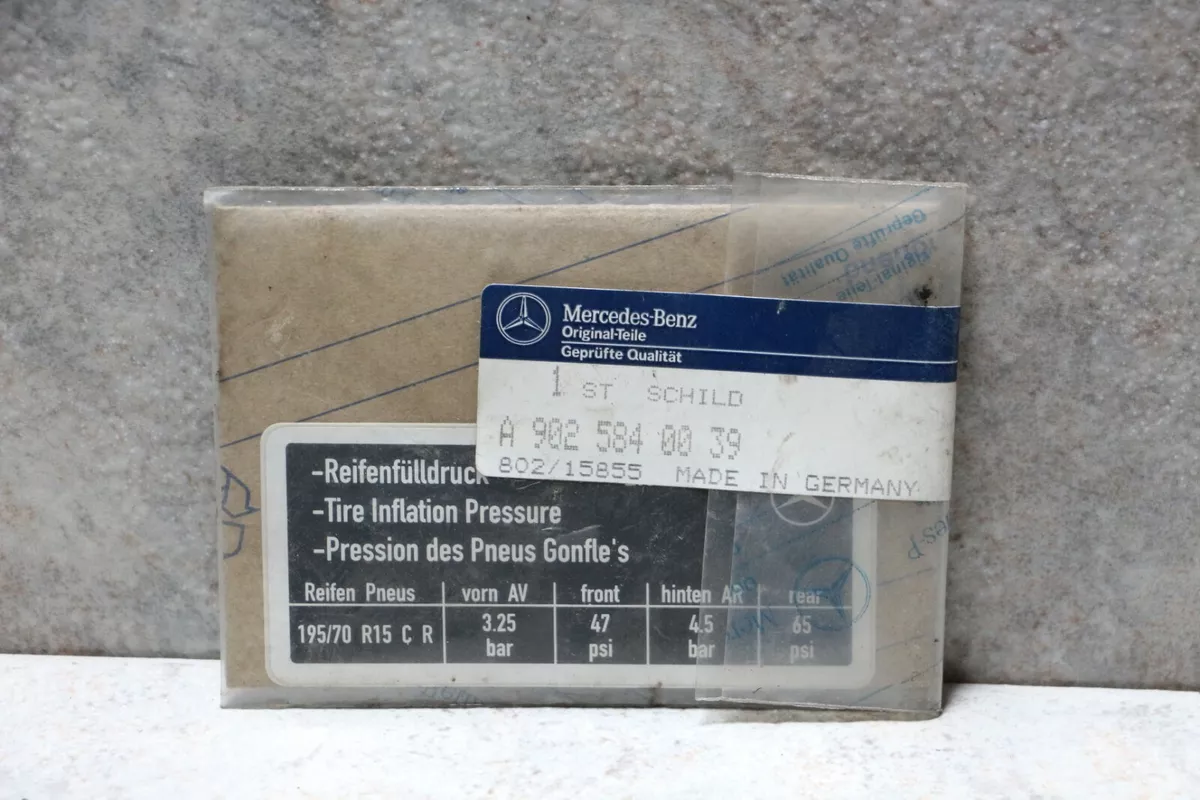 Geprüfte Qualität
Mercedes-Benz
Original-Teile
Geprüfte Qualität
1 ST SCHILD
A 902 584 00 39
802/15855 MADE IN GERMANY
-Reifenfülldruck
-Tire Inflation Pressure
-Pression des Pneus Gonfle's
Reifen Pneus vorn AV front hinten AR rear
195/70 R15 C R 3.25 bar 47 psi 4.5 bar 65 psi